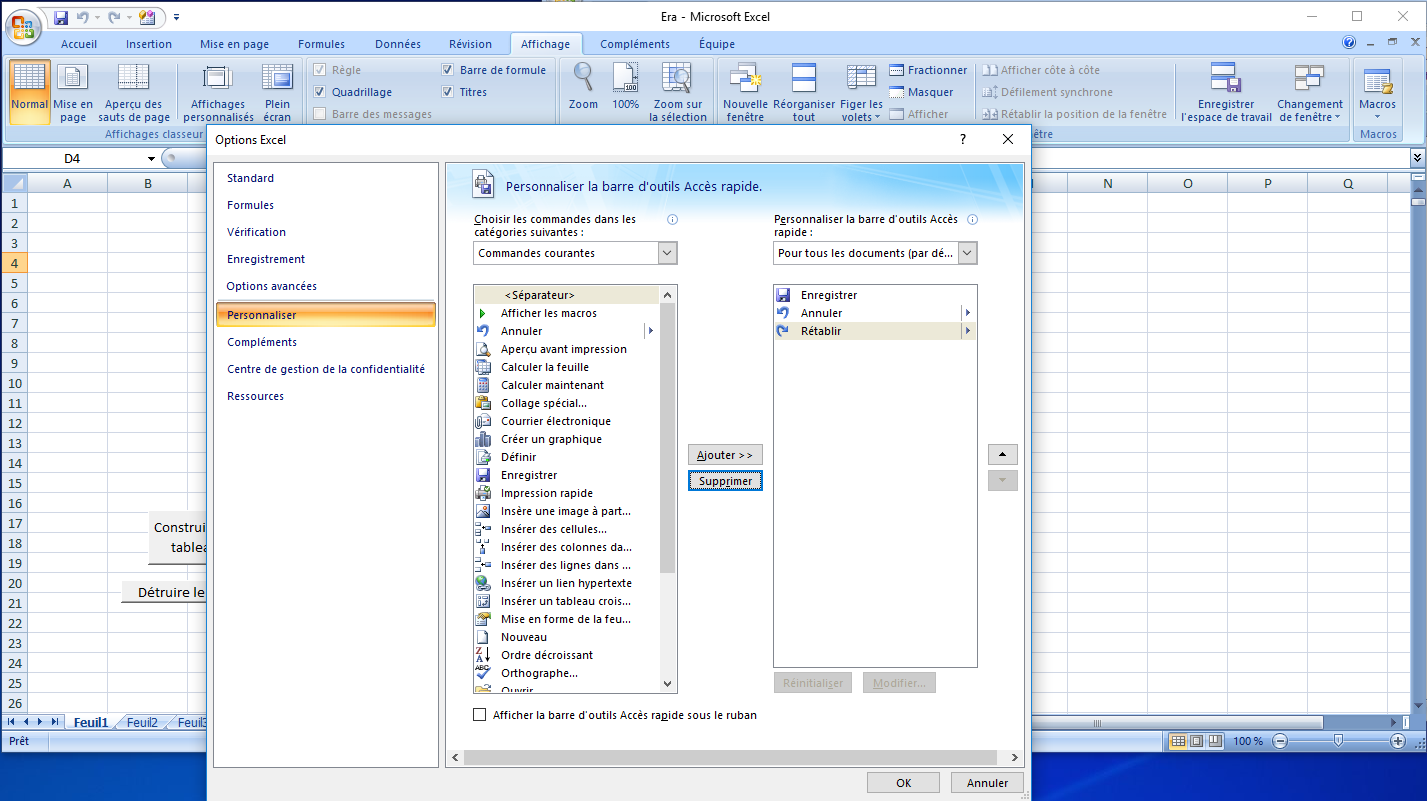 Era - Microsoft Excel
Accueil Insertion Mise en page Formules Données Révision Affichage Compléments Équipe
Normal
Mise en
page
Aperçu des
sauts de page
Affichages
personnalisés
Plein
écran
Affichages classeur
Règle
Quadrillage
Barre des messages
Barre de formule
Titres
Zoom
100%
Zoom sur
la sélection
Nouvelle
fenêtre
Réorganiser
tout
Figer les
volets
Fractionner
Masquer
Afficher
Afficher côte à côte
Défilement synchrone
Rétablir la position de la fenêtre
Enregistrer
l'espace de travail
Changement
de fenêtre
Macros
Macros
D4
A B N O P Q
1
2
3
4
5
6
7
8
9
10
11
12
13
14
15
16
17
18
19
20
21
22
23
24
25
26
Construi
table
Détruire le
Feuil1 Feuil2 Feuil3
Prêt
100 %
Options Excel
?
Standard
Formules
Vérification
Enregistrement
Options avancées
Personnaliser
Compléments
Centre de gestion de la confidentialité
Ressources
Personnaliser la barre d'outils Accès rapide.
Choisir les commandes dans les
catégories suivantes :
Commandes courantes
<Séparateur>
Afficher les macros
Annuler
Aperçu avant impression
Calculer la feuille
Calculer maintenant
Collage spécial...
Courrier électronique
Créer un graphique
Définir
Enregistrer
Impression rapide
Insère une image à part...
Insérer des cellules...
Insérer des colonnes da...
Insérer des lignes dans ...
Insérer un lien hypertexte
Insérer un tableau crois...
Mise en forme de la feu...
Nouveau
Ordre décroissant
Orthographe...
Ouvrir
Ajouter >>
Supprimer
Personnaliser la barre d'outils Accès
rapide :
Pour tous les documents (par dé...
Enregistrer
Annuler
Rétablir
Réinitialiser
Modifier...
Afficher la barre d'outils Accès rapide sous le ruban
OK
Annuler